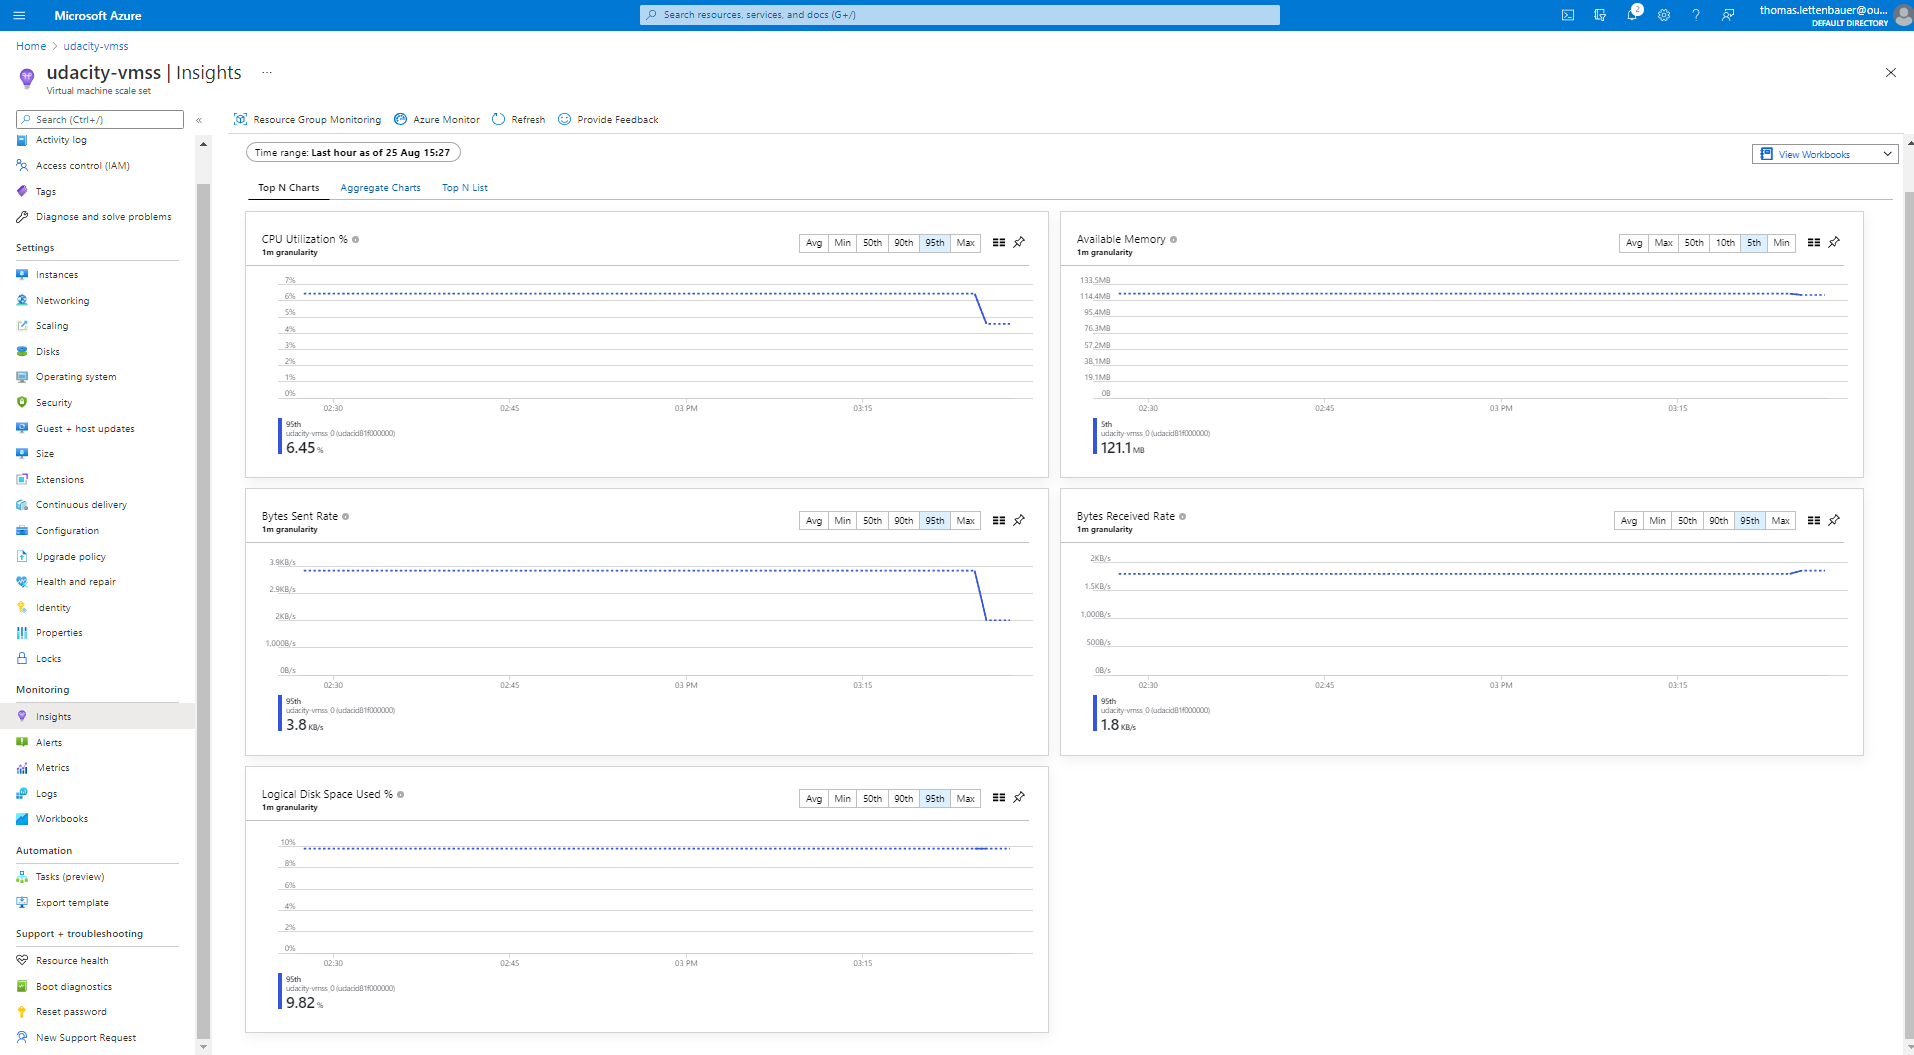 Microsoft Azure
Search resources, services, and docs (G+/)
2
thomas.lettenbauer@ou...
DEFAULT DIRECTORY
Home > udacity-vmss
udacity-vmss | Insights ...
Virtual machine scale set
Search (Ctrl+/)
«
Activity log
Access control (IAM)
Tags
Diagnose and solve problems
Settings
Instances
Networking
Scaling
Disks
Operating system
Security
Guest + host updates
Size
Extensions
Continuous delivery
Configuration
Upgrade policy
Health and repair
Identity
Properties
Locks
Monitoring
Insights
Alerts
Metrics
Logs
Workbooks
Automation
Tasks (preview)
Export template
Support + troubleshooting
Resource health
Boot diagnostics
Reset password
New Support Request
Resource Group Monitoring Azure Monitor Refresh Provide Feedback
Time range: Last hour as of 25 Aug 15:27
View Workbooks
Top N Charts Aggregate Charts Top N List
CPU Utilization %
1m granularity
Avg Min 50th 90th 95th Max
7%
6%
5%
4%
3%
2%
1%
0%
02:30 02:45 03 PM 03:15
95th
udacity-vmss_0 (udacid81f000000)
6.45 %
Available Memory
1m granularity
Avg Max 50th 10th 5th Min
133.5MB
114.4MB
95.4MB
76.3MB
57.2MB
38.1MB
19.1MB
0B
02:30 02:45 03 PM 03:15
5th
udacity-vmss_0 (udacid81f000000)
121.1 MB
Bytes Sent Rate
1m granularity
Avg Min 50th 90th 95th Max
3.9KB/s
2.9KB/s
2KB/s
1,000B/s
0B/s
02:30 02:45 03 PM 03:15
95th
udacity-vmss_0 (udacid81f000000)
3.8 KB/s
Bytes Received Rate
1m granularity
Avg Min 50th 90th 95th Max
2KB/s
1.5KB/s
1,000B/s
500B/s
0B/s
02:30 02:45 03 PM 03:15
95th
udacity-vmss_0 (udacid81f000000)
1.8 KB/s
Logical Disk Space Used %
1m granularity
Avg Min 50th 90th 95th Max
10%
8%
6%
4%
2%
0%
02:30 02:45 03 PM 03:15
95th
udacity-vmss_0 (udacid81f000000)
9.82 %